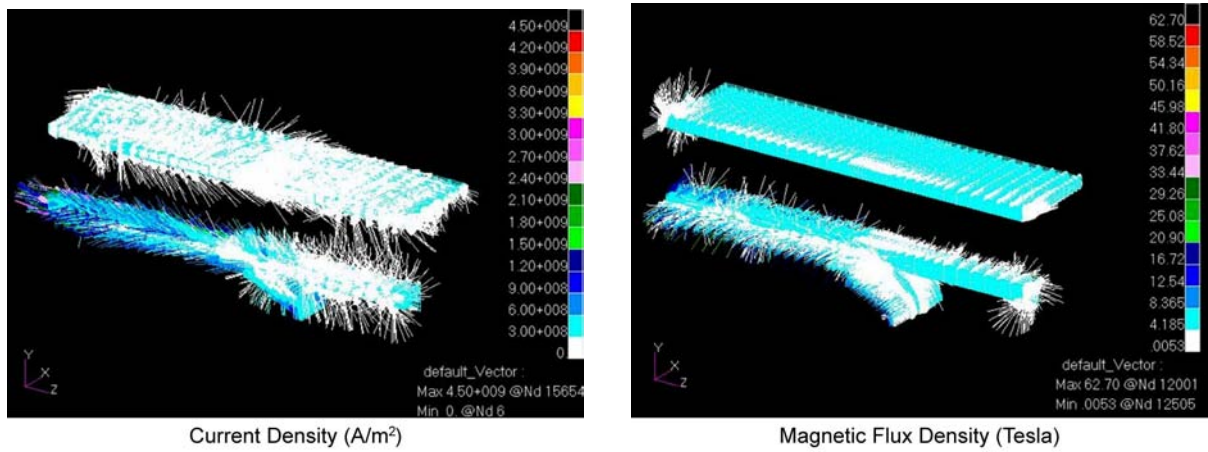 4.50+009
4.20+009
3.90+009
3.60+009
3.30+009
3.00+009
2.70+009
2.40+009
2.10+009
1.80+009
1.50+009
1.20+009
9.00+008
6.00+008
3.00+008
0
Y
X
Z
default_Vector :
Max 4.50+009 @Nd 15654
Min 0. @Nd 6
Current Density (A/m²)
62.70
58.52
54.34
50.16
45.98
41.80
37.62
33.44
29.26
25.08
20.90
16.72
12.54
8.365
4.185
.0053
Y
X
Z
default_Vector :
Max 62.70 @Nd 12001
Min .0053 @Nd 12505
Magnetic Flux Density (Tesla)